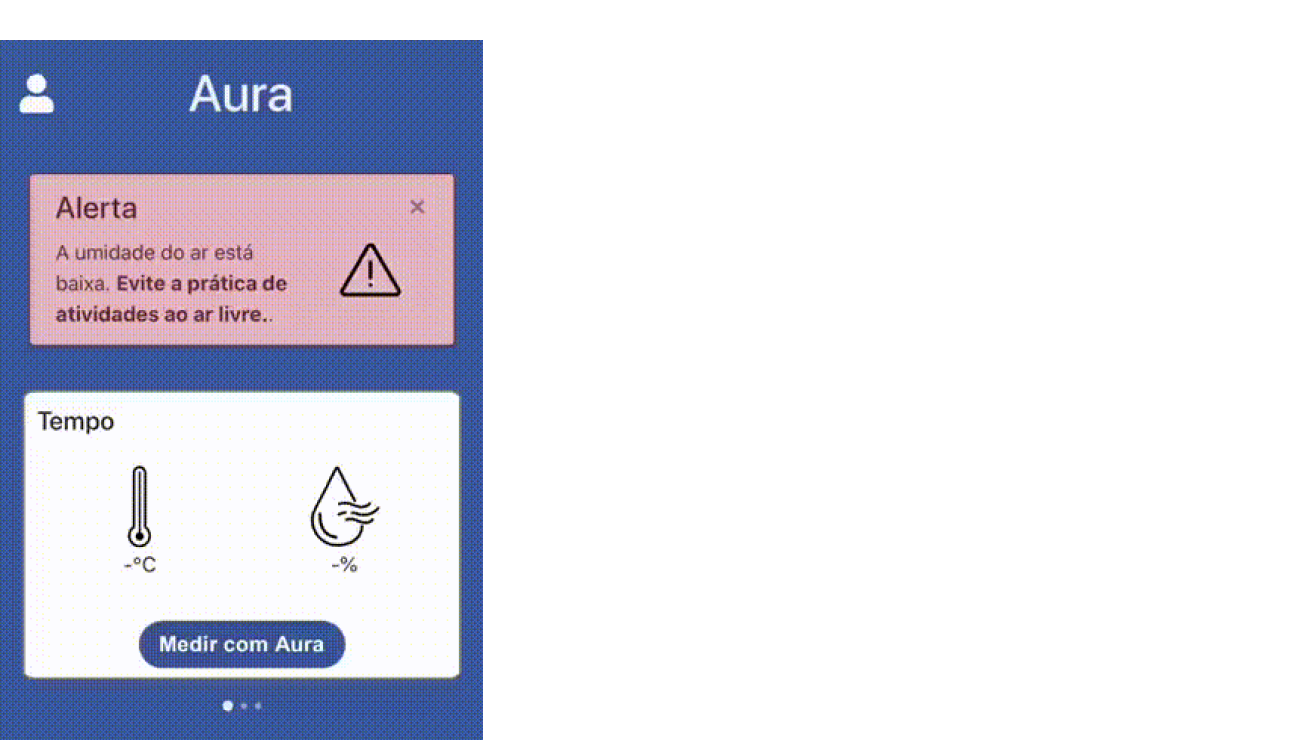 Aura
Alerta
×
A umidade do ar está
baixa. Evite a prática de
atividades ao ar livre..
Tempo
-°C
-%
Medir com Aura